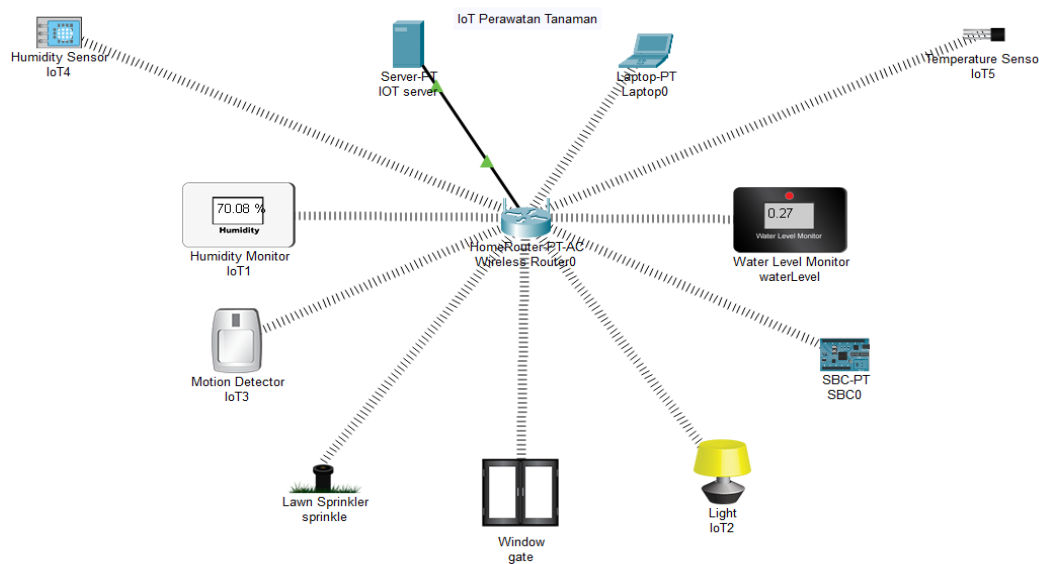 IoT Perawatan Tanaman
Humidity Sensor
IoT4
Server-PT
IOT server
Laptop-PT
Laptop0
Temperature Senso
IoT5
70.08 %
Humidity
Humidity Monitor
IoT1
HomeRouter-PT-AC
Wireless Router0
0.27
Water Level Monitor
Water Level Monitor
waterLevel
Motion Detector
IoT3
SBC-PT
SBC0
Lawn Sprinkler
sprinkle
Window
gate
Light
IoT2